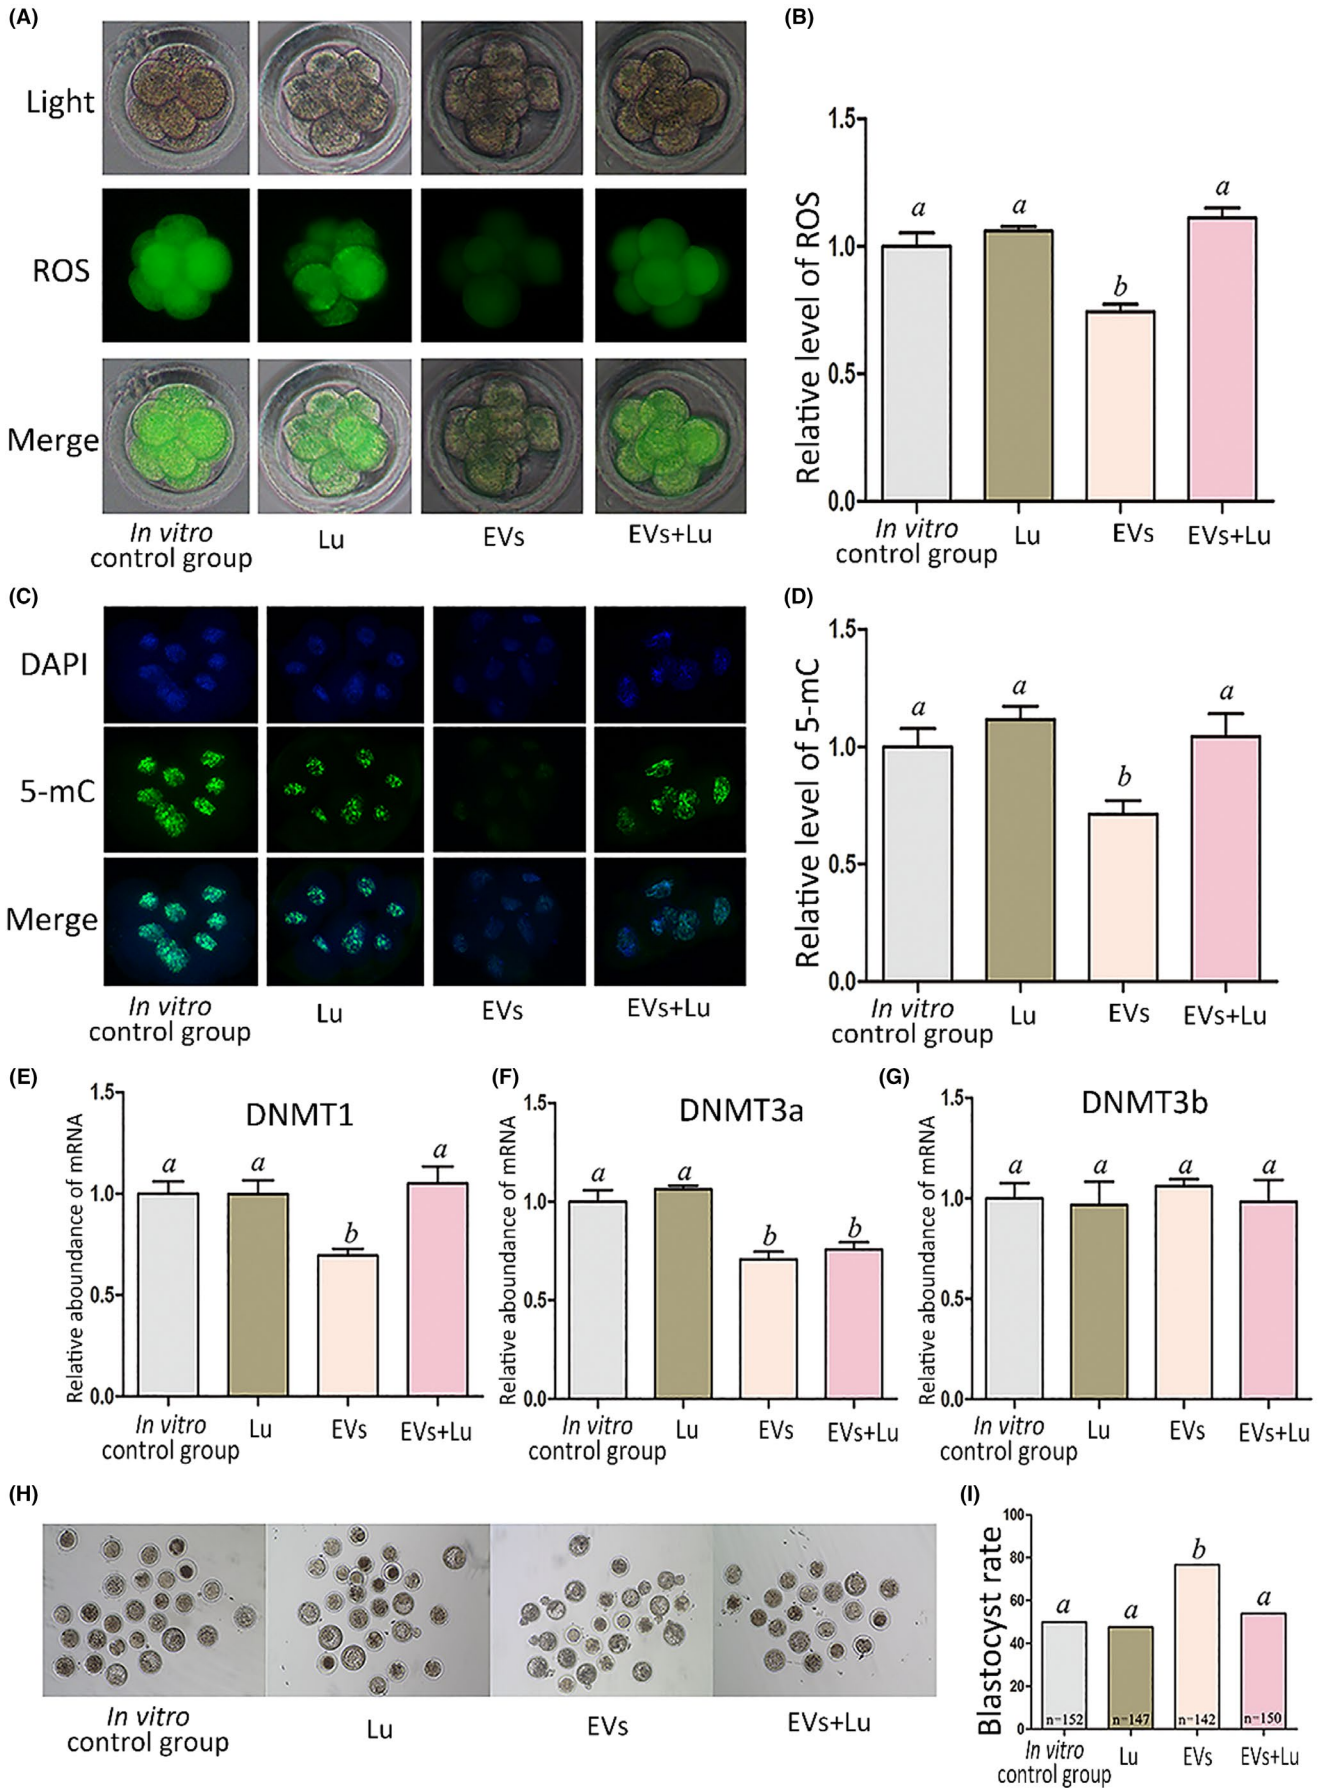 (A)
Light
ROS
Merge
In vitro
control group
Lu
EVs
EVs+Lu
(B)
Relative level of ROS
1.5
1.0
0.5
0.0
a
a
b
a
In vitro
control group
Lu
EVs
EVs+Lu
(C)
DAPI
5-mC
Merge
In vitro
control group
Lu
EVs
EVs+Lu
(D)
Relative level of 5-mC
1.5
1.0
0.5
0.0
a
a
b
a
In vitro
control group
Lu
EVs
EVs+Lu
(E)
DNMT1
Relative aboundance of mRNA
1.5
1.0
0.5
0.0
a
a
b
a
In vitro
control group
Lu
EVs
EVs+Lu
(F)
DNMT3a
Relative aboundance of mRNA
1.5
1.0
0.5
0.0
a
a
b
b
In vitro
control group
Lu
EVs
EVs+Lu
(G)
DNMT3b
Relative aboundance of mRNA
1.5
1.0
0.5
0.0
a
a
a
a
In vitro
control group
Lu
EVs
EVs+Lu
(H)
In vitro
control group
Lu
EVs
EVs+Lu
(I)
Blastocyst rate
100
80
60
40
20
0
a
a
b
a
n=152
n=147
n=142
n=150
In vitro
control group
Lu
EVs
EVs+Lu